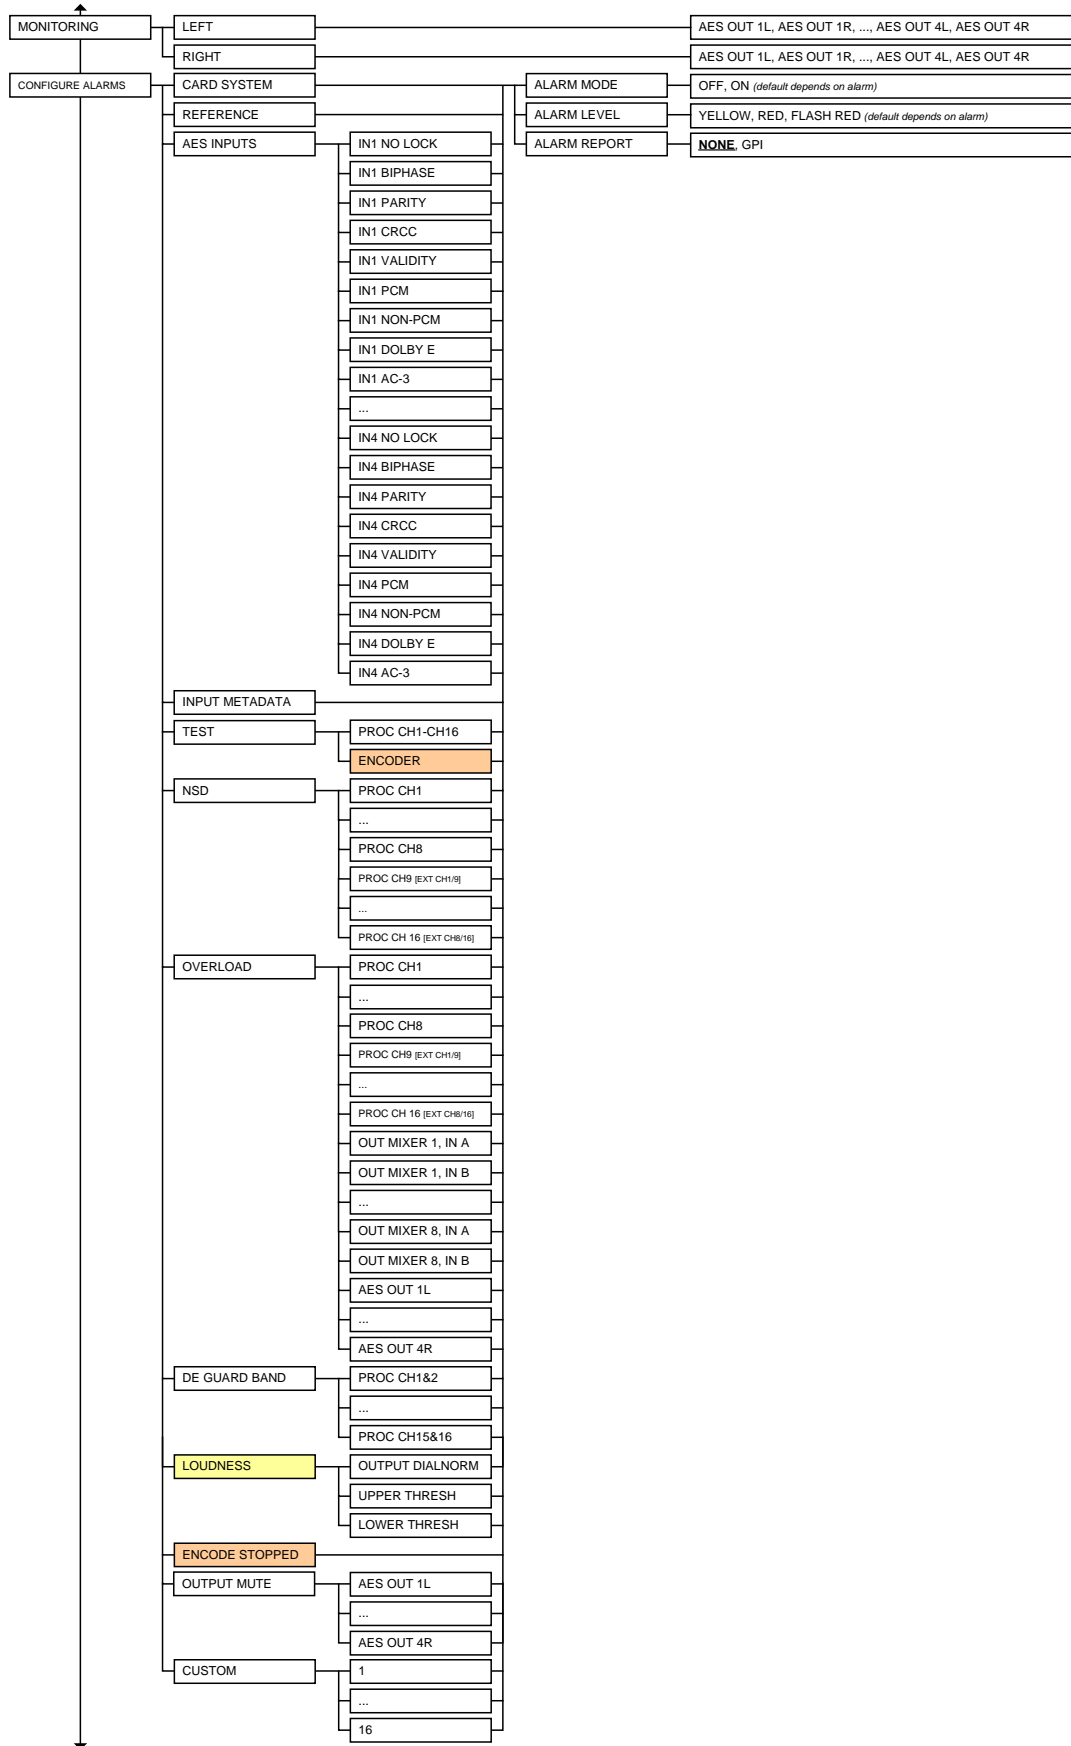 MONITORING
LEFT
AES OUT 1L, AES OUT 1R, ..., AES OUT 4L, AES OUT 4R
RIGHT
AES OUT 1L, AES OUT 1R, ..., AES OUT 4L, AES OUT 4R
CONFIGURE ALARMS
CARD SYSTEM
ALARM MODE
OFF, ON (default depends on alarm)
REFERENCE
ALARM LEVEL
YELLOW, RED, FLASH RED (default depends on alarm)
AES INPUTS
IN1 NO LOCK
ALARM REPORT
NONE, GPI
IN1 BIPHASE
IN1 PARITY
IN1 CRCC
IN1 VALIDITY
IN1 PCM
IN1 NON-PCM
IN1 DOLBY E
IN1 AC-3
...
IN4 NO LOCK
IN4 BIPHASE
IN4 PARITY
IN4 CRCC
IN4 VALIDITY
IN4 PCM
IN4 NON-PCM
IN4 DOLBY E
IN4 AC-3
INPUT METADATA
TEST
PROC CH1-CH16
ENCODER
NSD
PROC CH1
...
PROC CH8
PROC CH9 [EXT CH1/9]
...
PROC CH 16 [EXT CH8/16]
OVERLOAD
PROC CH1
...
PROC CH8
PROC CH9 [EXT CH1/9]
...
PROC CH 16 [EXT CH8/16]
OUT MIXER 1, IN A
OUT MIXER 1, IN B
...
OUT MIXER 8, IN A
OUT MIXER 8, IN B
AES OUT 1L
...
AES OUT 4R
DE GUARD BAND
PROC CH1&2
...
PROC CH15&16
LOUDNESS
OUTPUT DIALNORM
UPPER THRESH
LOWER THRESH
ENCODE STOPPED
OUTPUT MUTE
AES OUT 1L
...
AES OUT 4R
CUSTOM
1
...
16